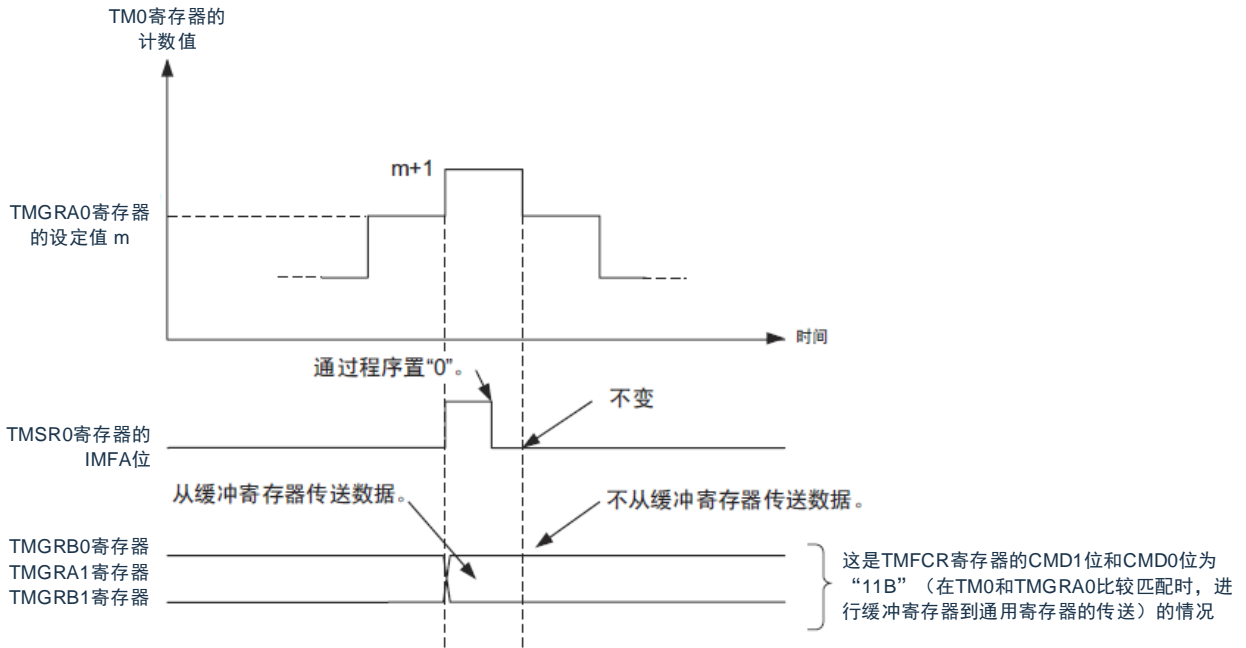 TM0寄存器的
计数值
m+1
TMGRA0寄存器
的设定值 m
时间
通过程序置“0”。
不变
TMSR0寄存器的
IMFA位
从缓冲寄存器传送数据。
不从缓冲寄存器传送数据。
TMGRB0寄存器
TMGRA1寄存器
TMGRB1寄存器
这是TMFCR寄存器的CMD1位和CMD0位为
“11B”（在TM0和TMGRA0比较匹配时，进
行缓冲寄存器到通用寄存器的传送）的情况